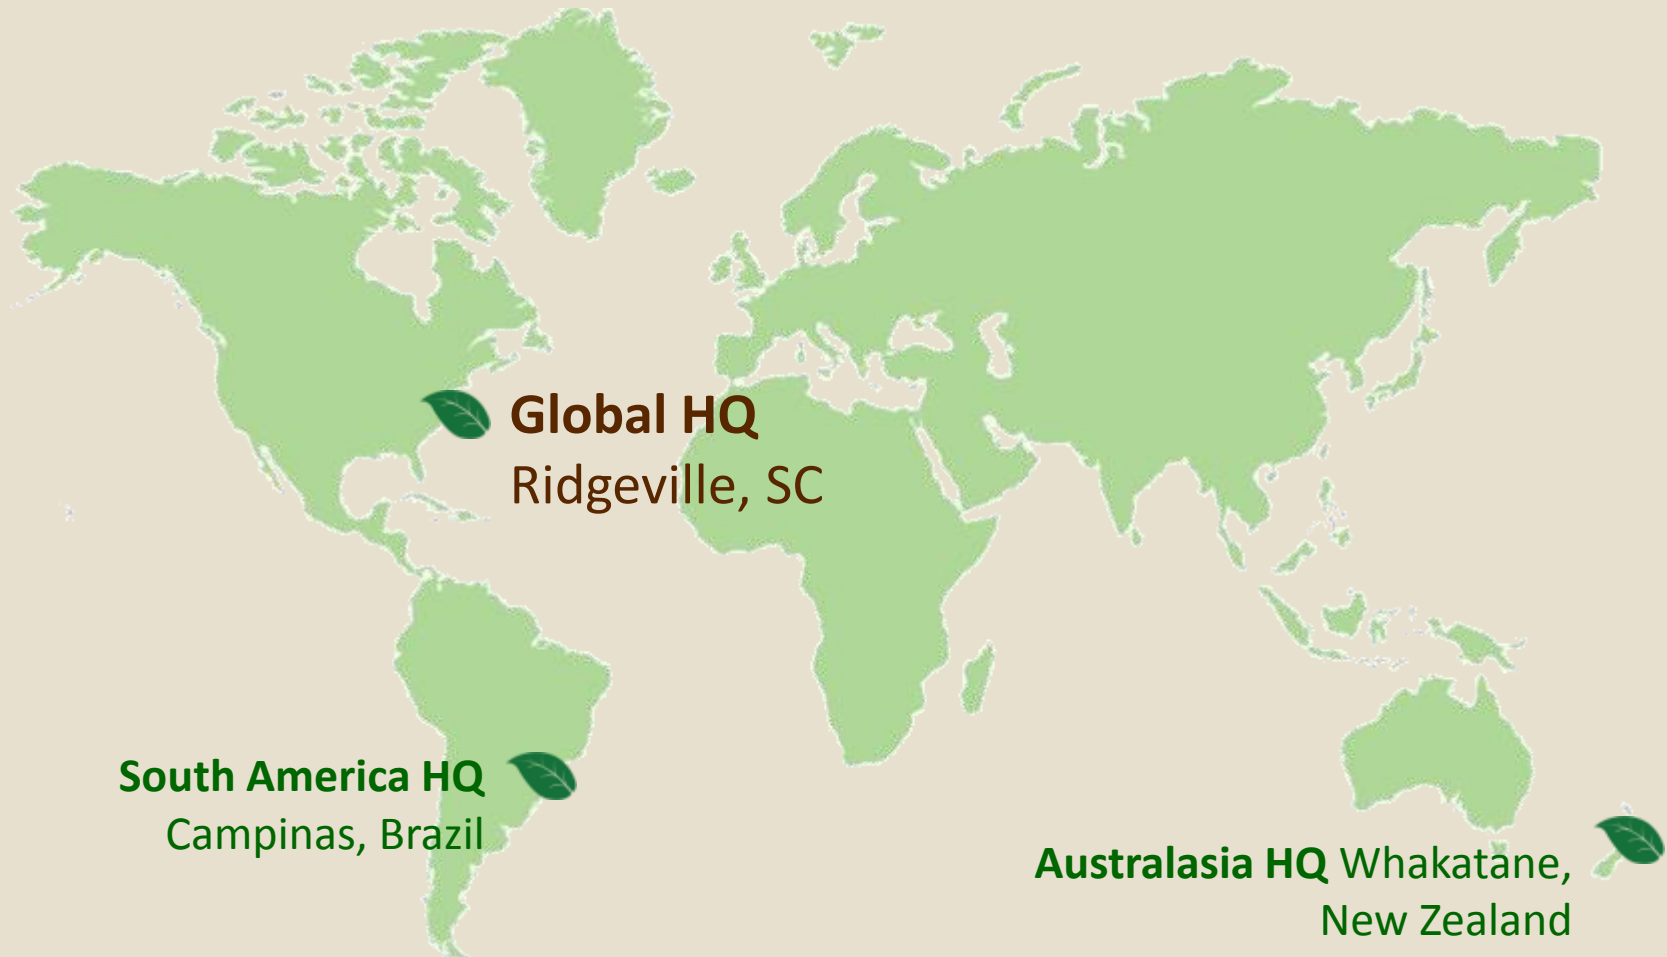 Global HQ
Ridgeville, SC
South America HQ
Campinas, Brazil
Australasia HQ Whakatane,
New Zealand